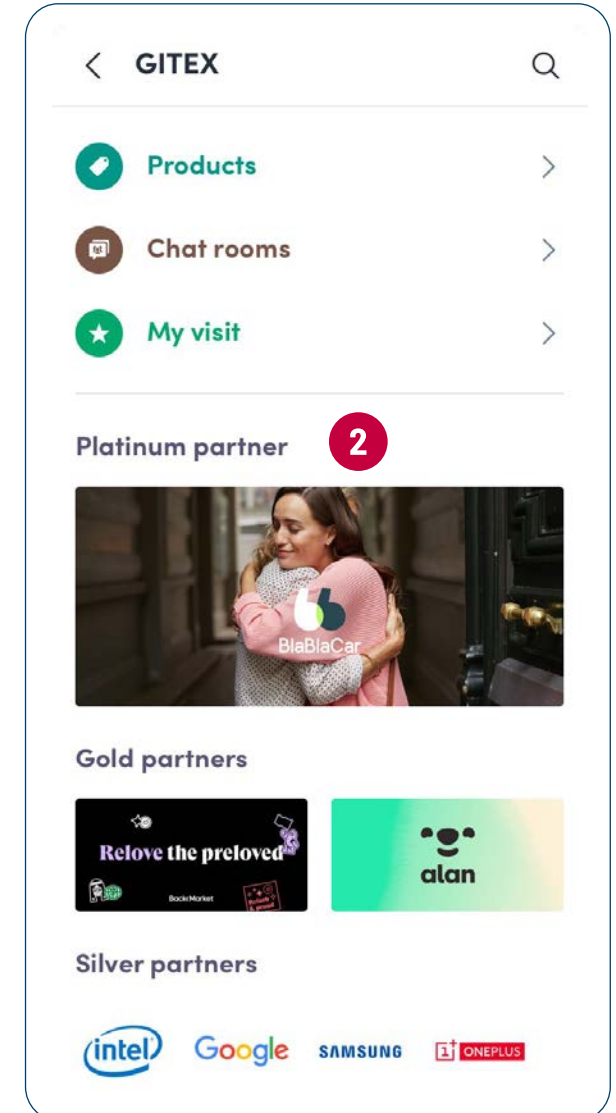 GITEX
Products
Chat rooms
My visit
Platinum partner 2
BlaBlaCar
Gold partners
Relove the preloved
BackMarket
alan
Silver partners
intel Google SAMSUNG 1+ ONEPLUS